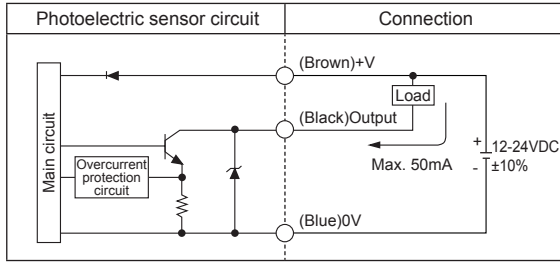 Photoelectric sensor circuit
Connection
Main circuit
Overcurrent
protection
circuit
(Brown)+V
Load
(Black)Output
Max. 50mA
+
-
12-24VDC
±10%
(Blue)0V